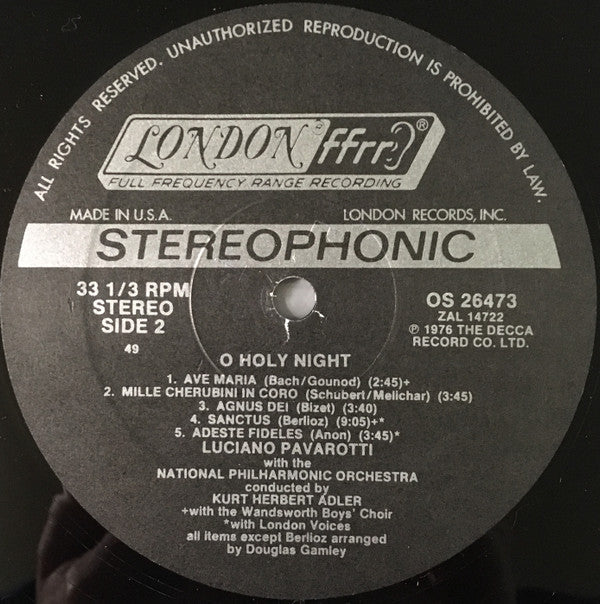 ALL RIGHTS RESERVED. UNAUTHORIZED REPRODUCTION IS PROHIBITED BY LAW.
LONDON ffrr ®
FULL FREQUENCY RANGE RECORDING
MADE IN U.S.A. LONDON RECORDS, INC.
STEREOPHONIC
33 1/3 RPM
STEREO
SIDE 2
49
OS 26473
ZAL 14722
℗ 1976 THE DECCA
RECORD CO. LTD.
O HOLY NIGHT
1. AVE MARIA (Bach/Gounod) (2:45)+
2. MILLE CHERUBINI IN CORO (Schubert/Melichar) (3:45)
3. AGNUS DEI (Bizet) (3:40)
4. SANCTUS (Berlioz) (9:05)+*
5. ADESTE FIDELES (Anon) (3:45)*
LUCIANO PAVAROTTI
with the
NATIONAL PHILHARMONIC ORCHESTRA
conducted by
KURT HERBERT ADLER
+with the Wandsworth Boys' Choir
*with London Voices
all items except Berlioz arranged
by Douglas Gamley